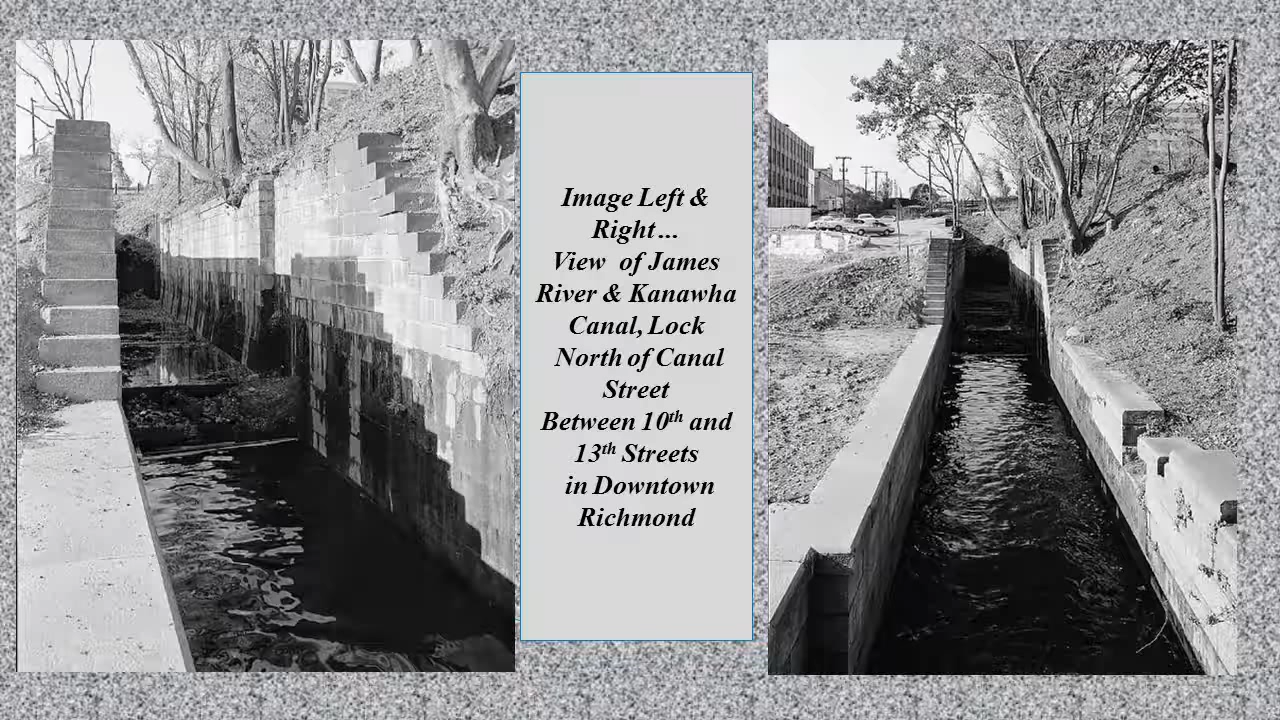 Image Left &
Right…
View of James
River & Kanawha
Canal, Lock
North of Canal
Street
Between 10th and
13th Streets
in Downtown
Richmond